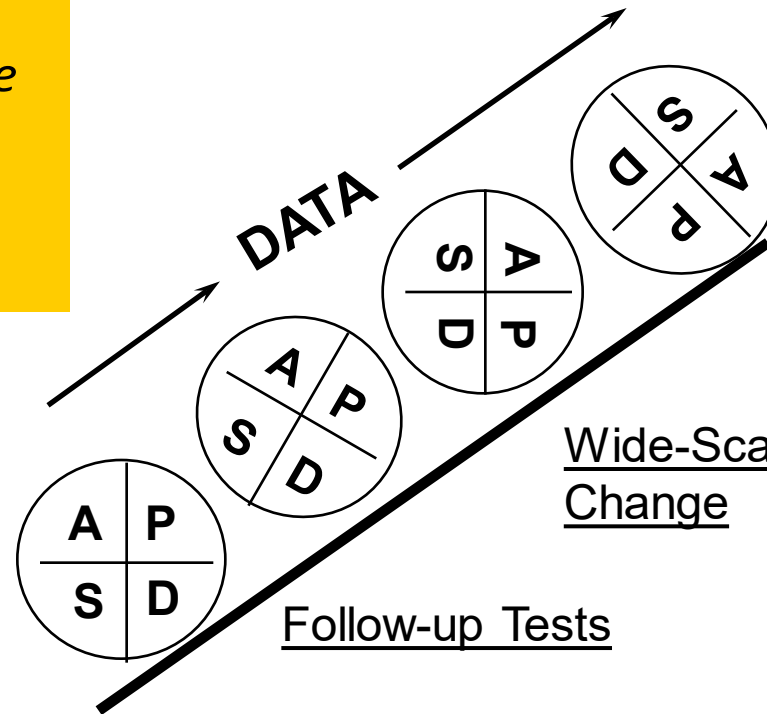 e
DATA
S
A
D
P
S A
D P
A
P
S
D
A P
S D
Wide-Sca
Change
Follow-up Tests